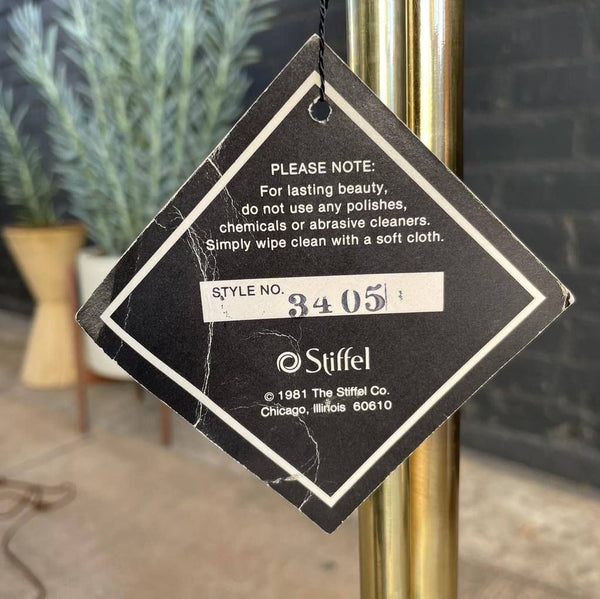 PLEASE NOTE:
For lasting beauty,
do not use any polishes,
chemicals or abrasive cleaners.
Simply wipe clean with a soft cloth.
STYLE NO. 3405
Stiffel
© 1981 The Stiffel Co.
Chicago, Illinois 60610